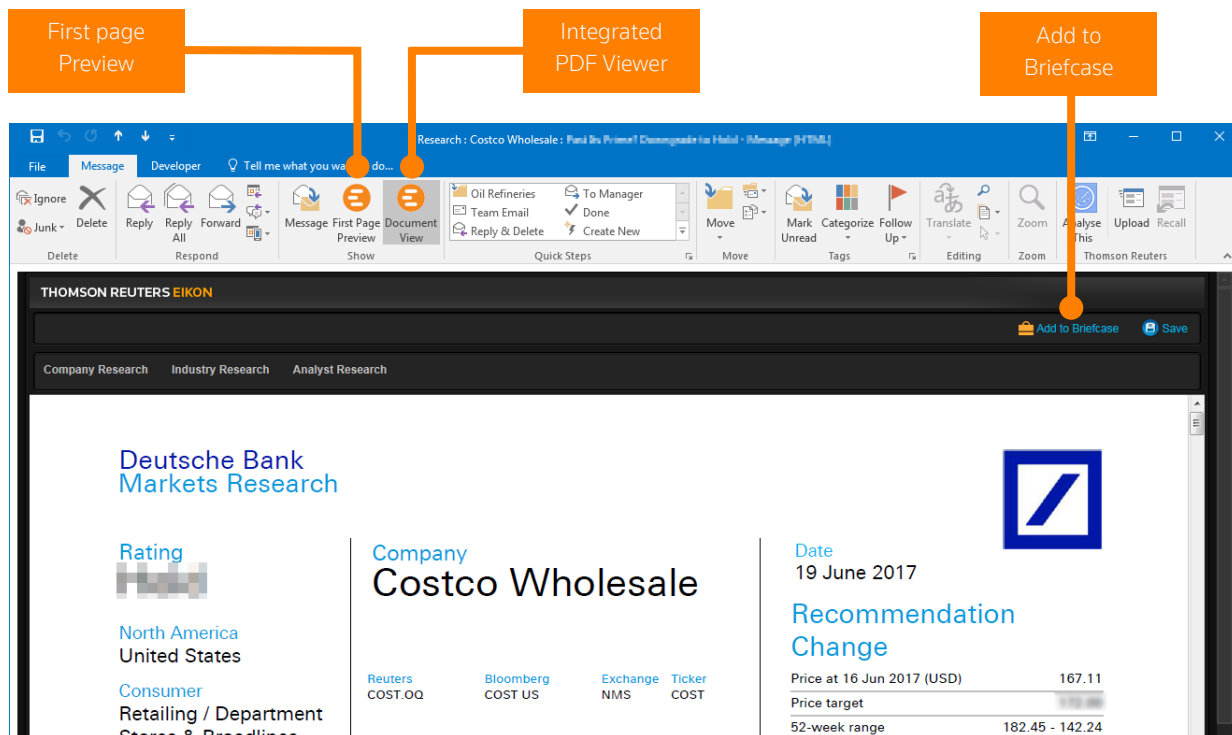 First page
Preview
Integrated
PDF Viewer
Add to
Briefcase
Research : Costco Wholesale :
File Message Developer Tell me what you want do...
Ignore
Junk
Delete
Reply
Reply
All
Forward
Message
First Page
Preview
Document
View
Oil Refineries
Team Email
Reply & Delete
To Manager
Done
Create New
Move
Mark
Unread
Categorize
Follow
Up
Translate
Zoom
Analyse
This
Upload
Recall
Delete Respond Show Quick Steps Move Tags Editing Zoom Thomson Reuters
THOMSON REUTERS EIKON
Add to Briefcase Save
Company Research Industry Research Analyst Research
Deutsche Bank
Markets Research
Rating
North America
United States
Consumer
Retailing / Department
Stores & Broadlines
Company
Costco Wholesale
Reuters Bloomberg Exchange Ticker
COST.OQ COST US NMS COST
Date
19 June 2017
Recommendation
Change
Price at 16 Jun 2017 (USD) 167.11
Price target
52-week range 182.45 - 142.24